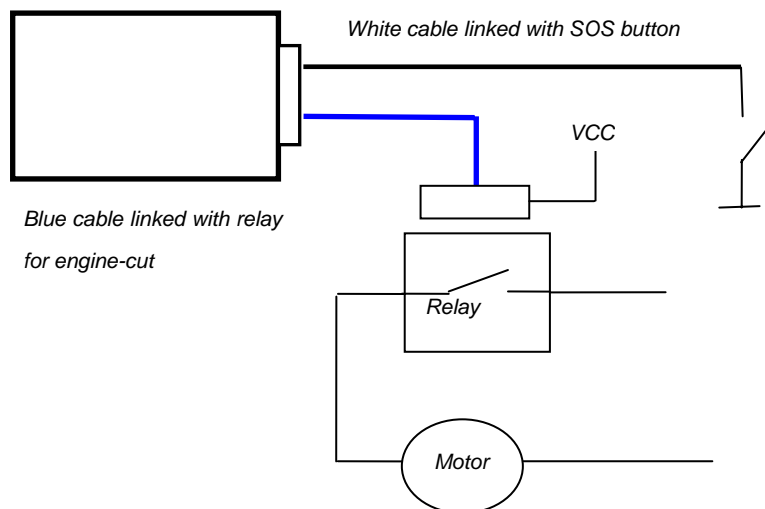 White cable linked with SOS button
VCC
Blue cable linked with relay
for engine-cut
Relay
Motor